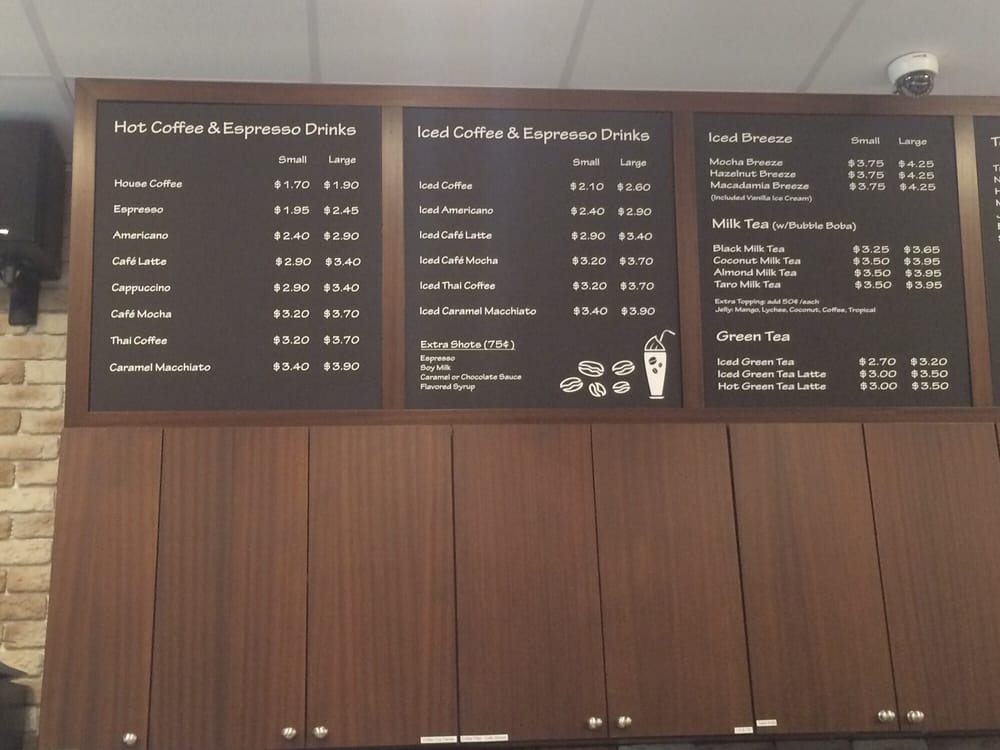 Hot Coffee & Espresso Drinks
Small Large
House Coffee $1.70 $1.90
Espresso $1.95 $2.45
Americano $2.40 $2.90
Café Latte $2.90 $3.40
Cappuccino $2.90 $3.40
Café Mocha $3.20 $3.70
Thai Coffee $3.20 $3.70
Caramel Macchiato $3.40 $3.90
Iced Coffee & Espresso Drinks
Small Large
Iced Coffee $2.10 $2.60
Iced Americano $2.40 $2.90
Iced Café Latte $2.90 $3.40
Iced Café Mocha $3.20 $3.70
Iced Thai Coffee $3.20 $3.70
Iced Caramel Macchiato $3.40 $3.90
Extra Shots (75¢)
Espresso
Soy Milk
Caramel or Chocolate Sauce
Flavored Syrup
Iced Breeze Small Large
Mocha Breeze $3.75 $4.25
Hazelnut Breeze $3.75 $4.25
Macadamia Breeze $3.75 $4.25
(Included Vanilla Ice Cream)
Milk Tea (w/Bubble Boba)
Black Milk Tea $3.25 $3.65
Coconut Milk Tea $3.50 $3.95
Almond Milk Tea $3.50 $3.95
Taro Milk Tea $3.50 $3.95
Extra Topping: add 50¢ /each
Jelly: Mango, Lychee, Coconut, Coffee, Tropical
Green Tea
Iced Green Tea $2.70 $3.20
Iced Green Tea Latte $3.00 $3.50
Hot Green Tea Latte $3.00 $3.50